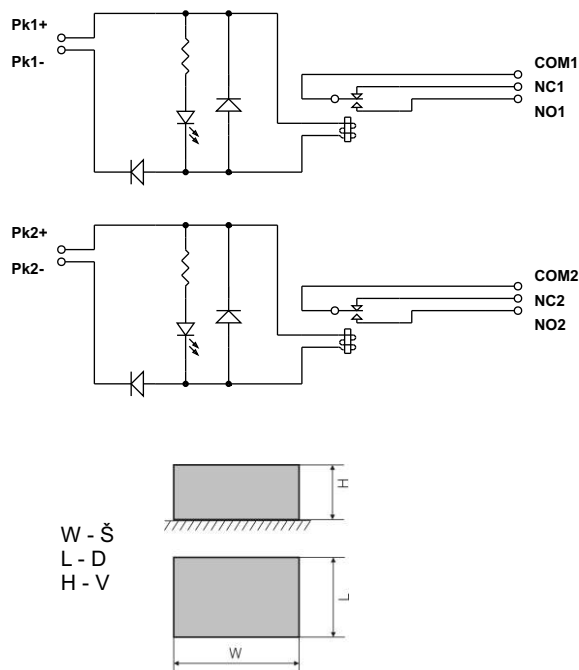 Pk1+
Pk1-
COM1
NC1
NO1
Pk2+
Pk2-
COM2
NC2
NO2
W - Š
L - D
H - V
H
L
W